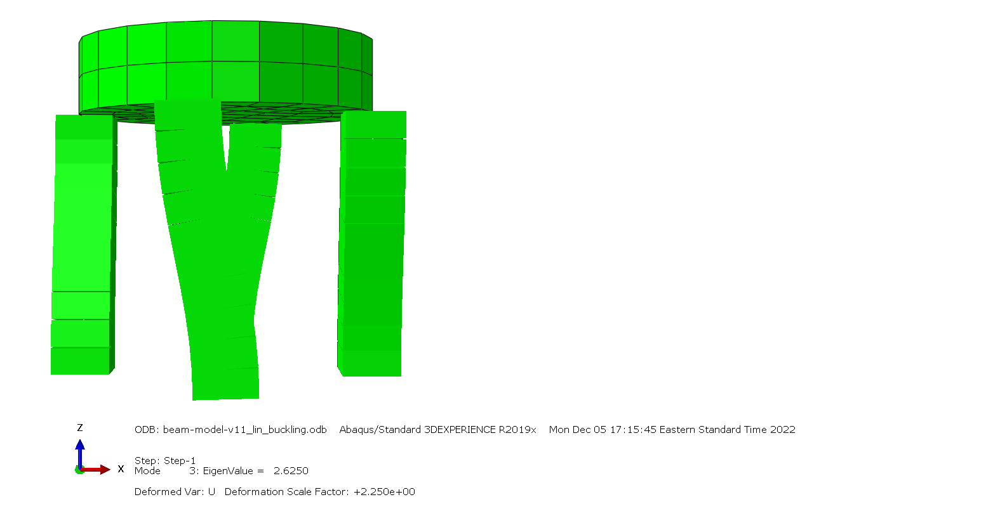 Z
X
ODB: beam-model-v11_lin_buckling.odb Abaqus/Standard 3DEXPERIENCE R2019x Mon Dec 05 17:15:45 Eastern Standard Time 2022
Step: Step-1
Mode 3: EigenValue = 2.6250
Deformed Var: U Deformation Scale Factor: +2.250e+00